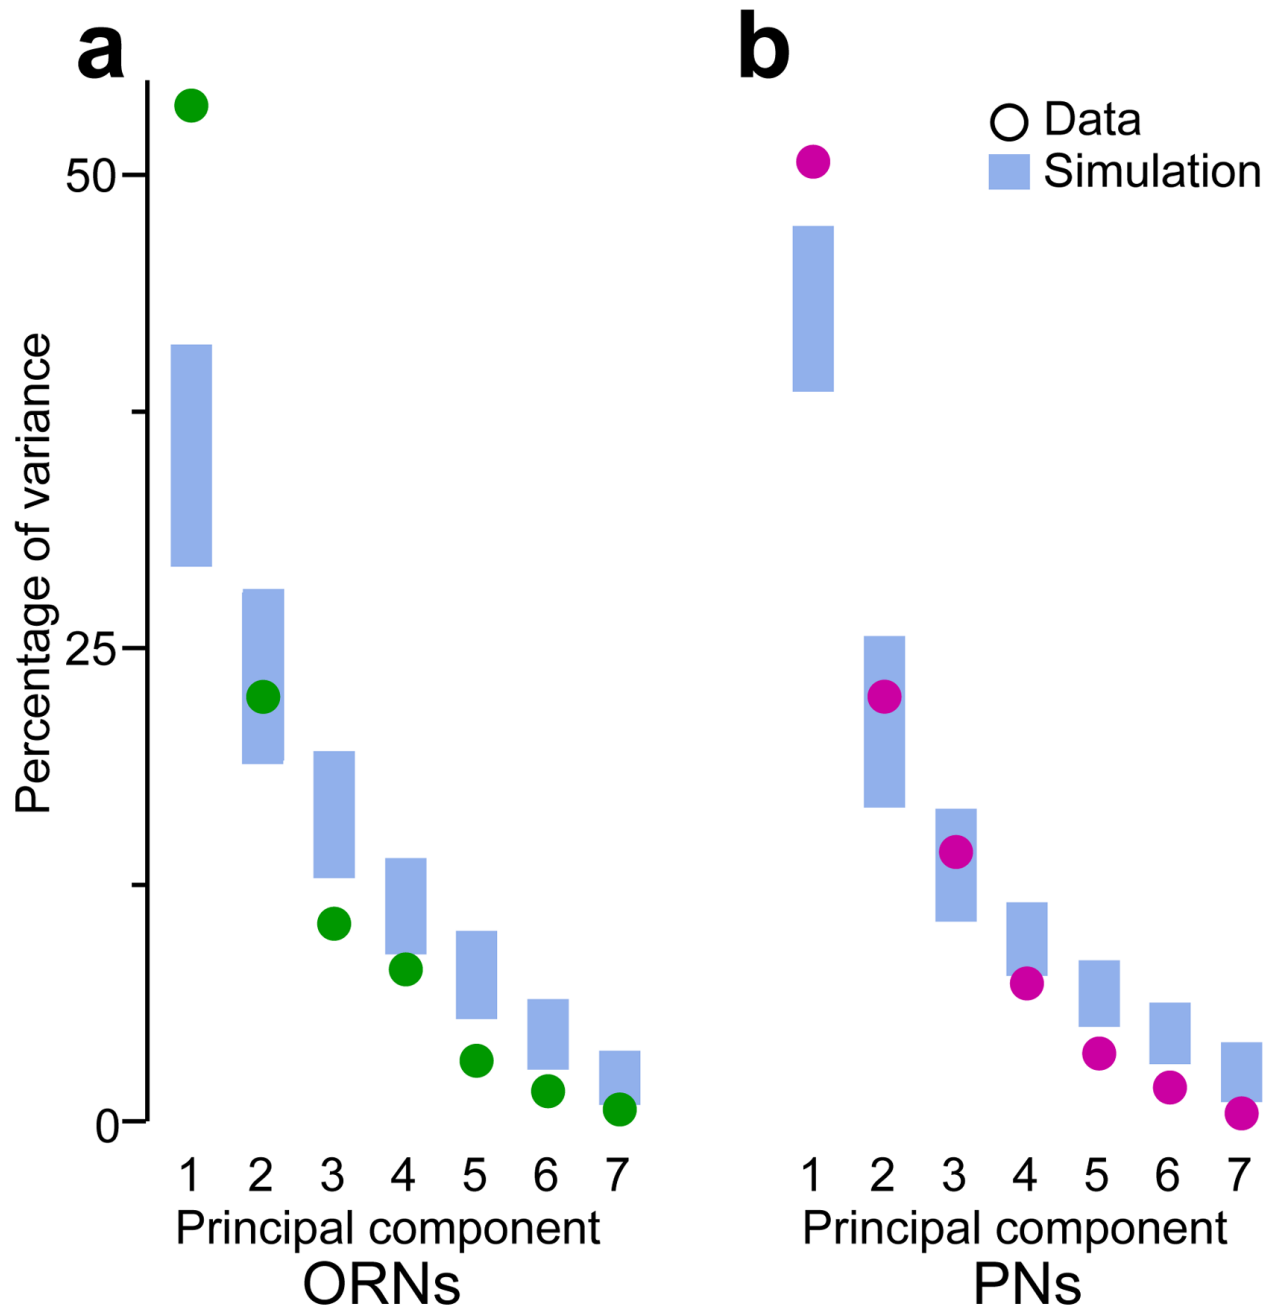 a
b
Data
Simulation
Percentage of variance
50
25
0
1 2 3 4 5 6 7
Principal component
ORNs
1 2 3 4 5 6 7
Principal component
PNs